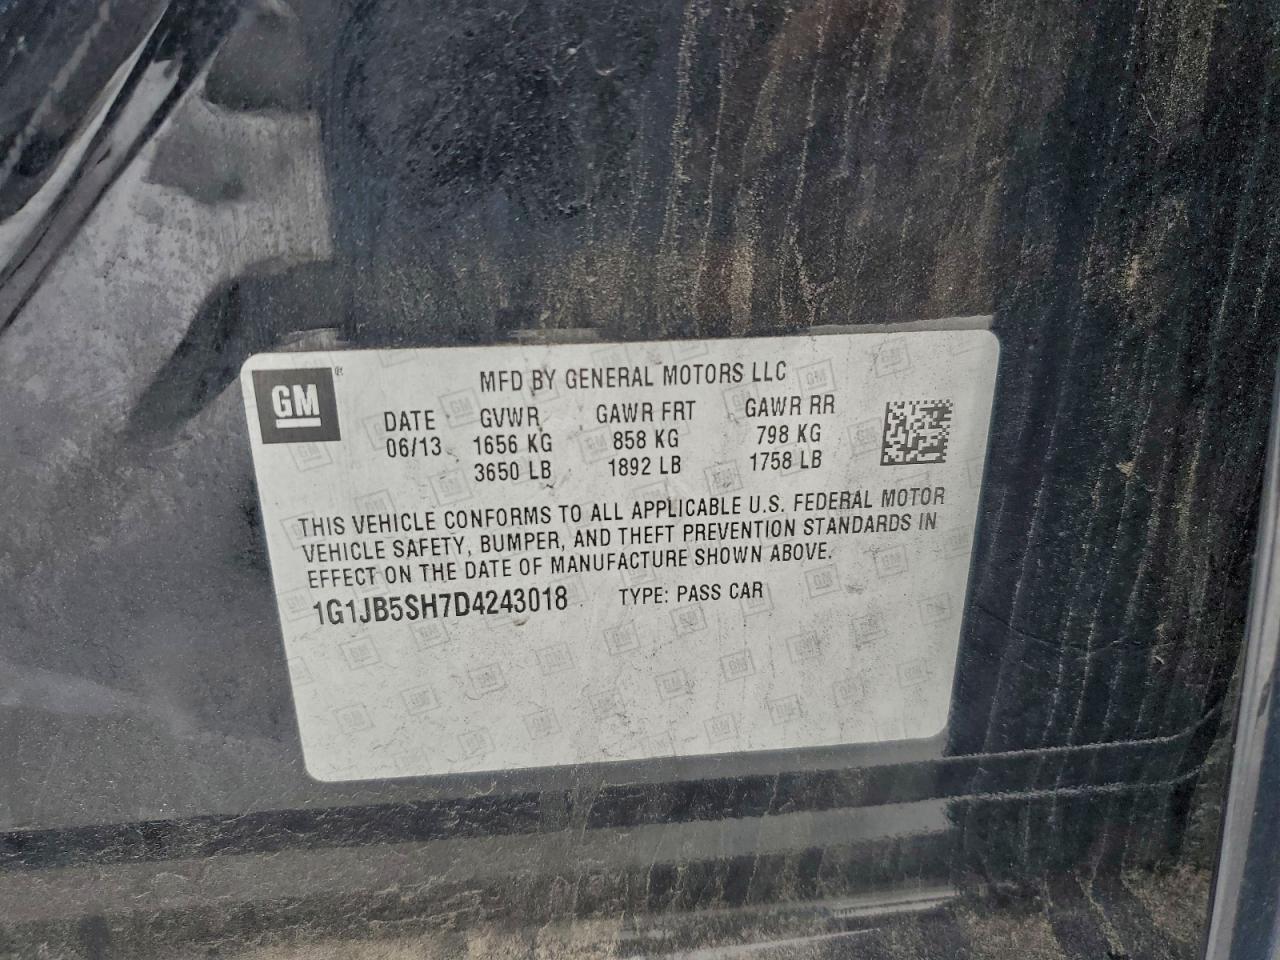 GM ®
MFD BY GENERAL MOTORS LLC
DATE GVWR GAWR FRT GAWR RR
06/13 1656 KG 858 KG 798 KG
3650 LB 1892 LB 1758 LB
THIS VEHICLE CONFORMS TO ALL APPLICABLE U.S. FEDERAL MOTOR
VEHICLE SAFETY, BUMPER, AND THEFT PREVENTION STANDARDS IN
EFFECT ON THE DATE OF MANUFACTURE SHOWN ABOVE.
1G1JB5SH7D4243018 TYPE: PASS CAR